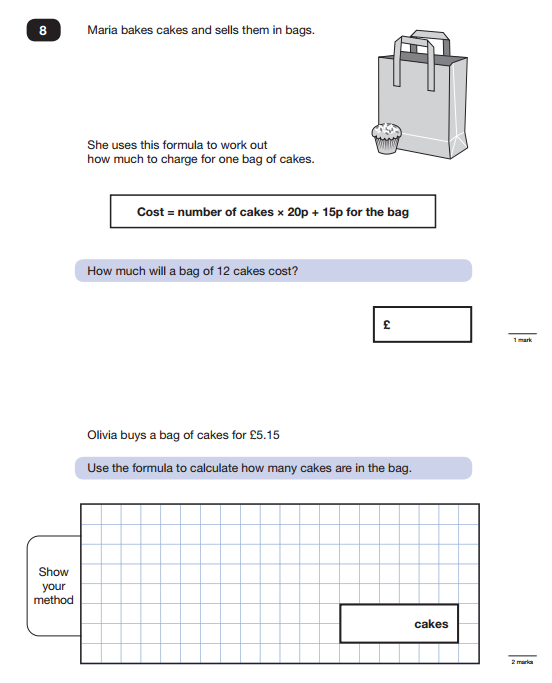 8
Maria bakes cakes and sells them in bags.
She uses this formula to work out
how much to charge for one bag of cakes.
Cost = number of cakes × 20p + 15p for the bag
How much will a bag of 12 cakes cost?
£
1 mark
Olivia buys a bag of cakes for £5.15
Use the formula to calculate how many cakes are in the bag.
Show
your
method
cakes
2 marks